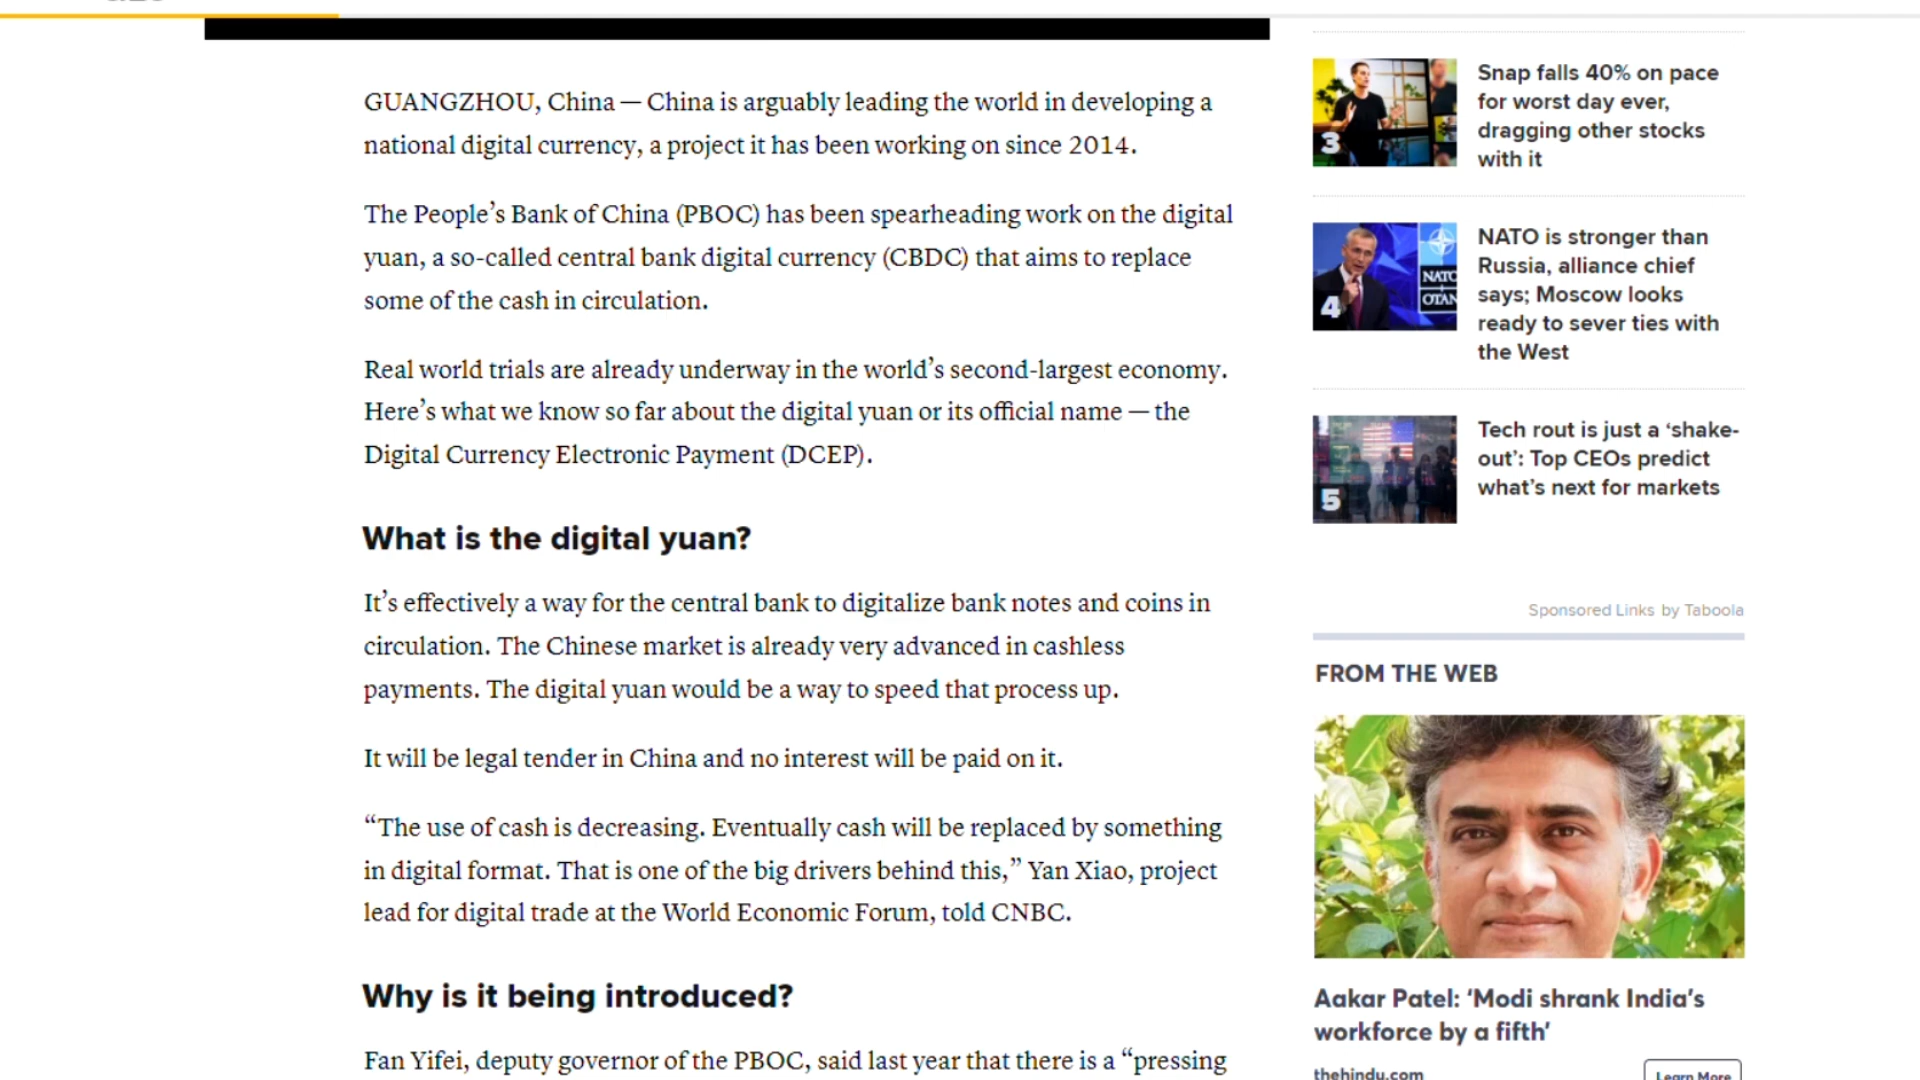 GUANGZHOU, China — China is arguably leading the world in developing a
national digital currency, a project it has been working on since 2014.
The People’s Bank of China (PBOC) has been spearheading work on the digital
yuan, a so-called central bank digital currency (CBDC) that aims to replace
some of the cash in circulation.
Real world trials are already underway in the world’s second-largest economy.
Here’s what we know so far about the digital yuan or its official name — the
Digital Currency Electronic Payment (DCEP).
What is the digital yuan?
It’s effectively a way for the central bank to digitalize bank notes and coins in
circulation. The Chinese market is already very advanced in cashless
payments. The digital yuan would be a way to speed that process up.
It will be legal tender in China and no interest will be paid on it.
“The use of cash is decreasing. Eventually cash will be replaced by something
in digital format. That is one of the big drivers behind this,” Yan Xiao, project
lead for digital trade at the World Economic Forum, told CNBC.
Why is it being introduced?
Fan Yifei, deputy governor of the PBOC, said last year that there is a “pressing
3
Snap falls 40% on pace
for worst day ever,
dragging other stocks
with it
NATO
OTAN
4
NATO is stronger than
Russia, alliance chief
says; Moscow looks
ready to sever ties with
the West
5
Tech rout is just a ‘shake-
out’: Top CEOs predict
what’s next for markets
Sponsored Links by Taboola
FROM THE WEB
Aakar Patel: ‘Modi shrank India’s
workforce by a fifth’
thehindu.com
Learn More